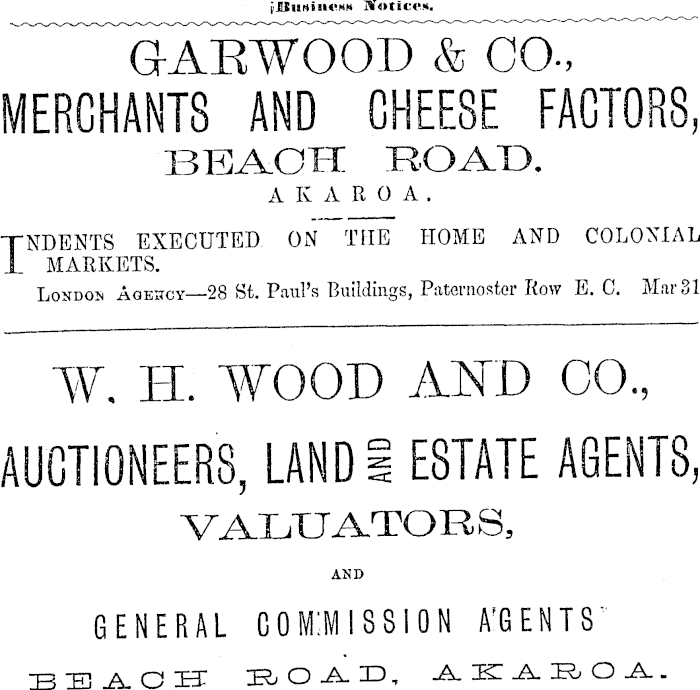 Business Notices.
GARWOOD & CO.,
MERCHANTS AND CHEESE FACTORS,
BEACH ROAD.
AKAROA.
INDENTS EXECUTED ON THE HOME AND COLONIAL
MARKETS.
LONDON AGENCY—28 St. Paul's Buildings, Paternoster Row E. C. Mar 31
W. H. WOOD AND CO.,
AUCTIONEERS, LAND AND ESTATE AGENTS,
VALUATORS,
AND
GENERAL COMMISSION AGENTS
BEACH ROAD, AKAROA.